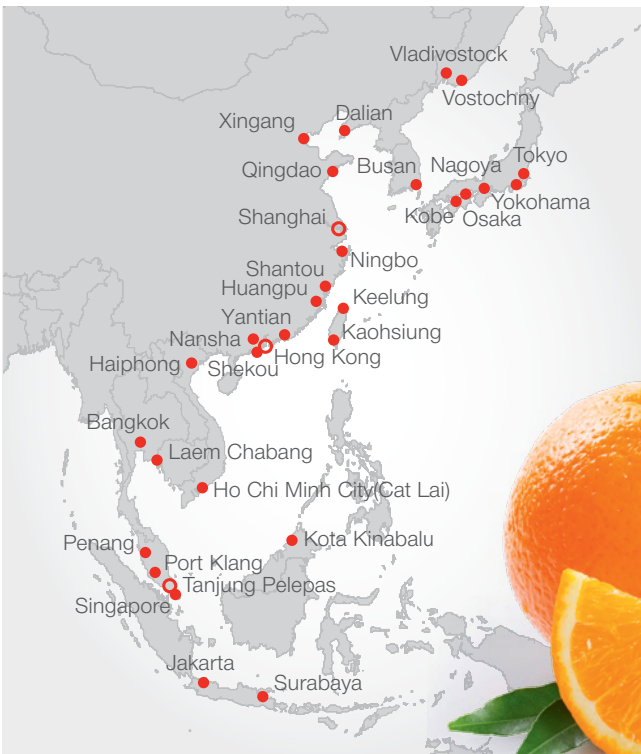 Vladivostock
Vostochny
Dalian
Xingang
Tokyo
Qingdao
Busan
Nagoya
Yokohama
Kobe
Osaka
Shanghai
Ningbo
Shantou
Huangpu
Keelung
Yantian
Nansha
Kaohsiung
Hong Kong
Haiphong
Shekou
Bangkok
Laem Chabang
Ho Chi Minh City(Cat Lai)
Kota Kinabalu
Penang
Port Klang
Tanjung Pelepas
Singapore
Jakarta
Surabaya